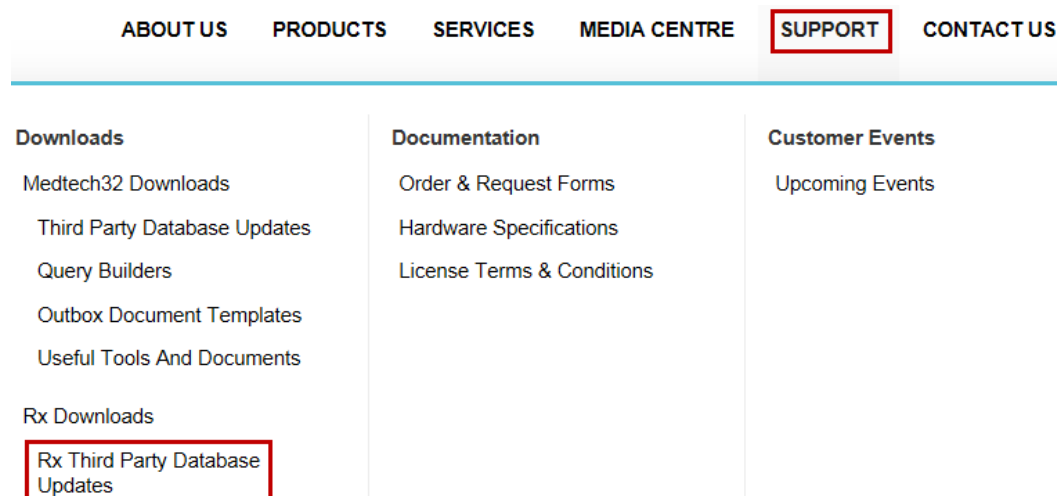 ABOUT US PRODUCTS SERVICES MEDIA CENTRE SUPPORT CONTACT US
Downloads
Medtech32 Downloads
Third Party Database Updates
Query Builders
Outbox Document Templates
Useful Tools And Documents
Rx Downloads
Rx Third Party Database
Updates
Documentation
Order & Request Forms
Hardware Specifications
License Terms & Conditions
Customer Events
Upcoming Events